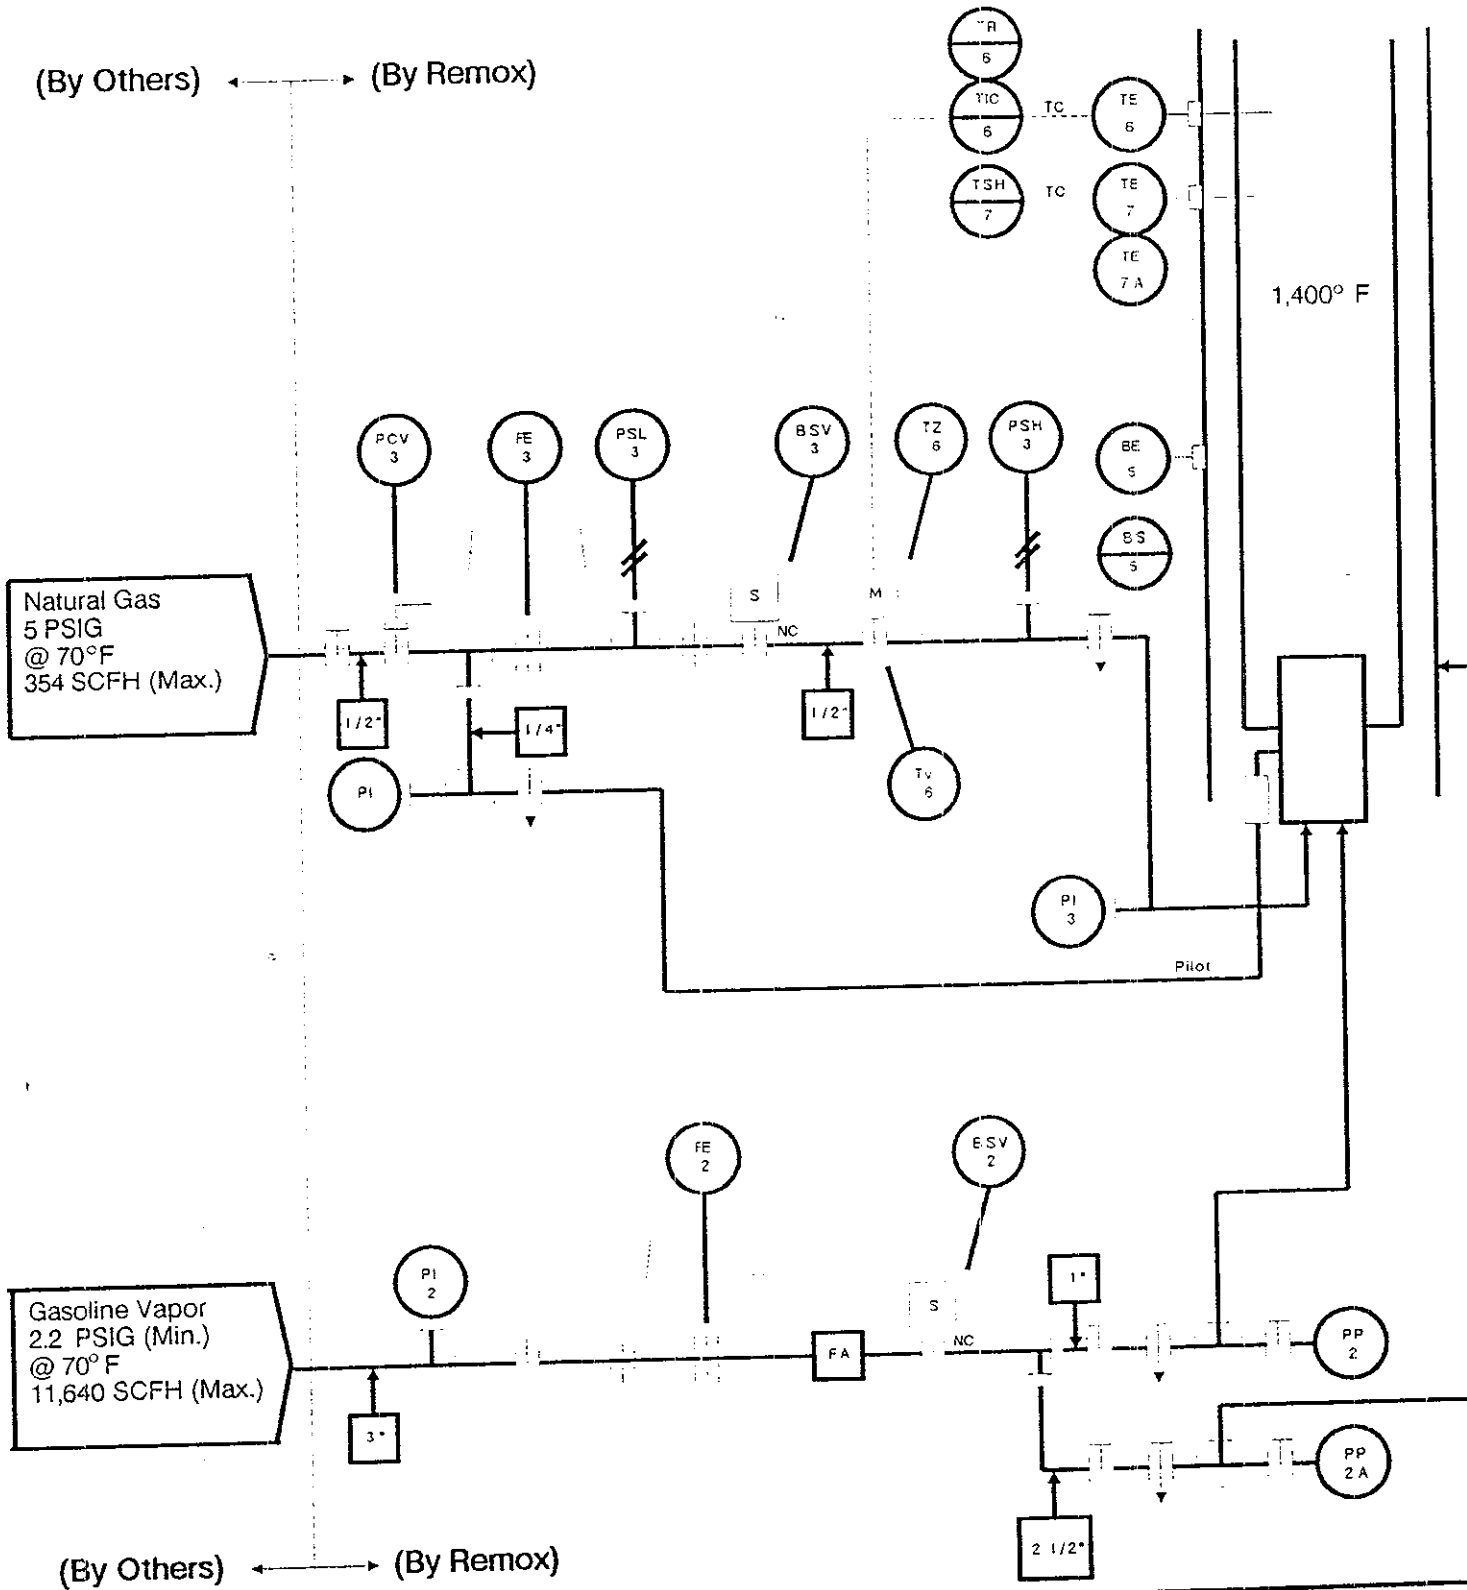 (By Others)
(By Remox)
6
TIC
6
TC
TE
6
TSH
7
TC
TE
7
TE
7A
1,400° F
PCV
3
FE
3
PSL
3
BSV
3
TZ
6
PSH
3
BE
5
BS
5
Natural Gas
5 PSIG
@ 70°F
354 SCFH (Max.)
S
NC
M
1/2"
1/4"
1/2"
PI
TV
6
PI
3
Pilot
FE
2
BSV
2
PI
2
1"
S
NC
FA
Gasoline Vapor
2.2 PSIG (Min.)
@ 70° F
11,640 SCFH (Max.)
PP
2
3"
PP
2A
2 1/2"
(By Others)
(By Remox)